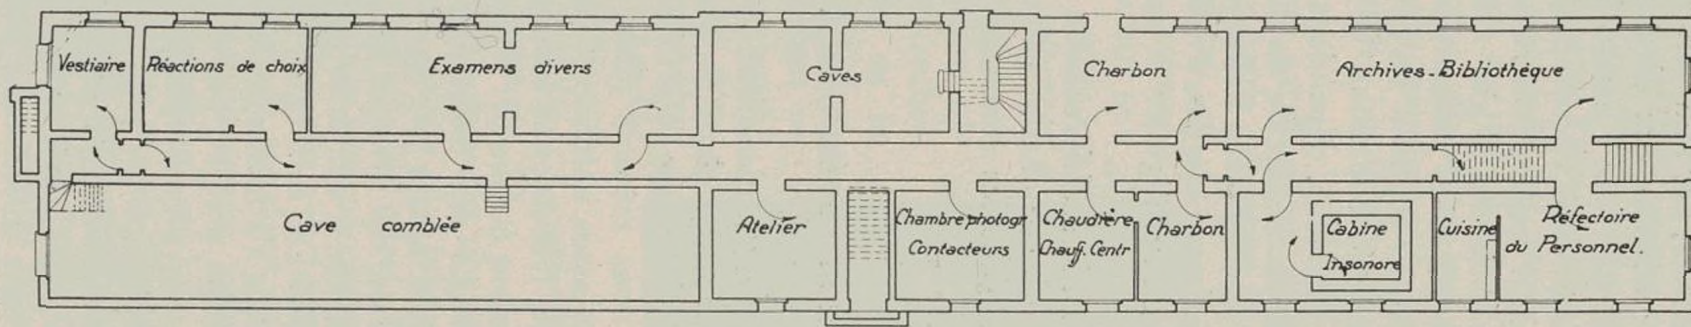 Vestiaire
Réactions de choix
Examens divers
Caves
Charbon
Archives-Bibliothéque
Cave comblée
Atelier
Chambre photogr
Contacteurs
Chaudière
Chauff. Centr
Charbon
Cabine
Insonore
Cuisine
Réfectoire
du Personnel.